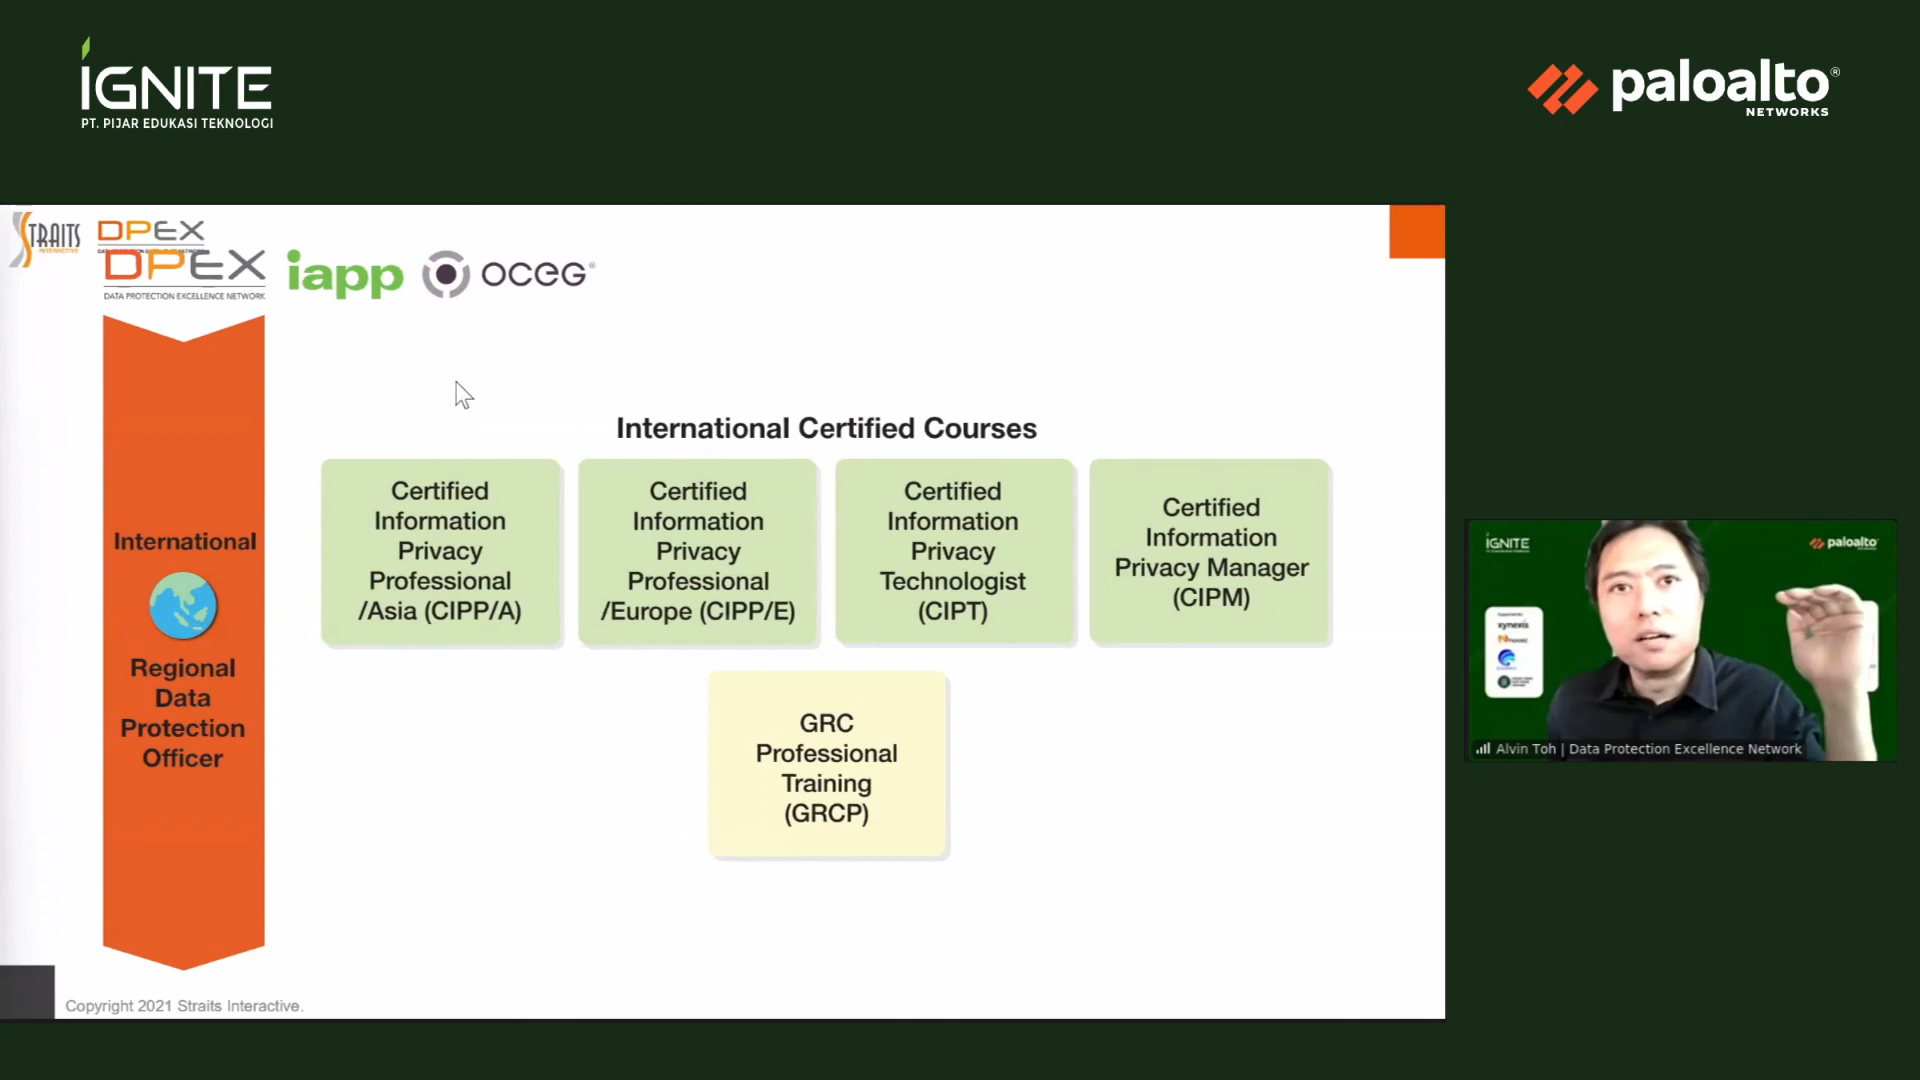 IGNITE
PT. PIJAR EDUKASI TEKNOLOGI
paloalto®
NETWORKS
STRAITS
INTERACTIVE
DPEX
DPEX
DATA PROTECTION EXCELLENCE NETWORK
iapp
OCEG®
International Certified Courses
Certified
Information
Privacy
Professional
/Asia (CIPP/A)
Certified
Information
Privacy
Professional
/Europe (CIPP/E)
Certified
Information
Privacy
Technologist
(CIPT)
Certified
Information
Privacy Manager
(CIPM)
International
Regional
Data
Protection
Officer
GRC
Professional
Training
(GRCP)
Copyright 2021 Straits Interactive.
IGNITE
paloalto
xynexis
Alvin Toh | Data Protection Excellence Network